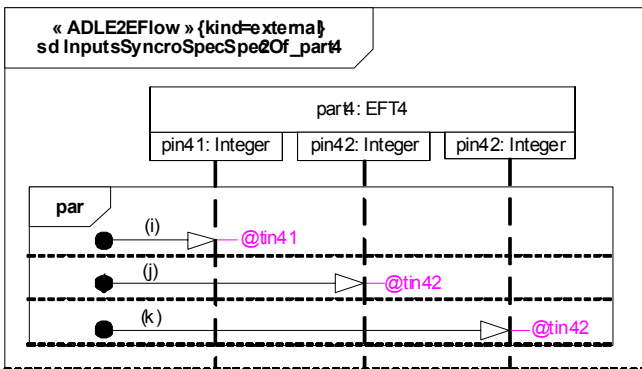 « ADLE2EFlow » {kind=external}
sd InputsSyncroSpecSpec2Of_part4
part4: EFT4
pin41: Integer pin42: Integer pin42: Integer
par
(i) @tin41
(j) @tin42
(k) @tin42